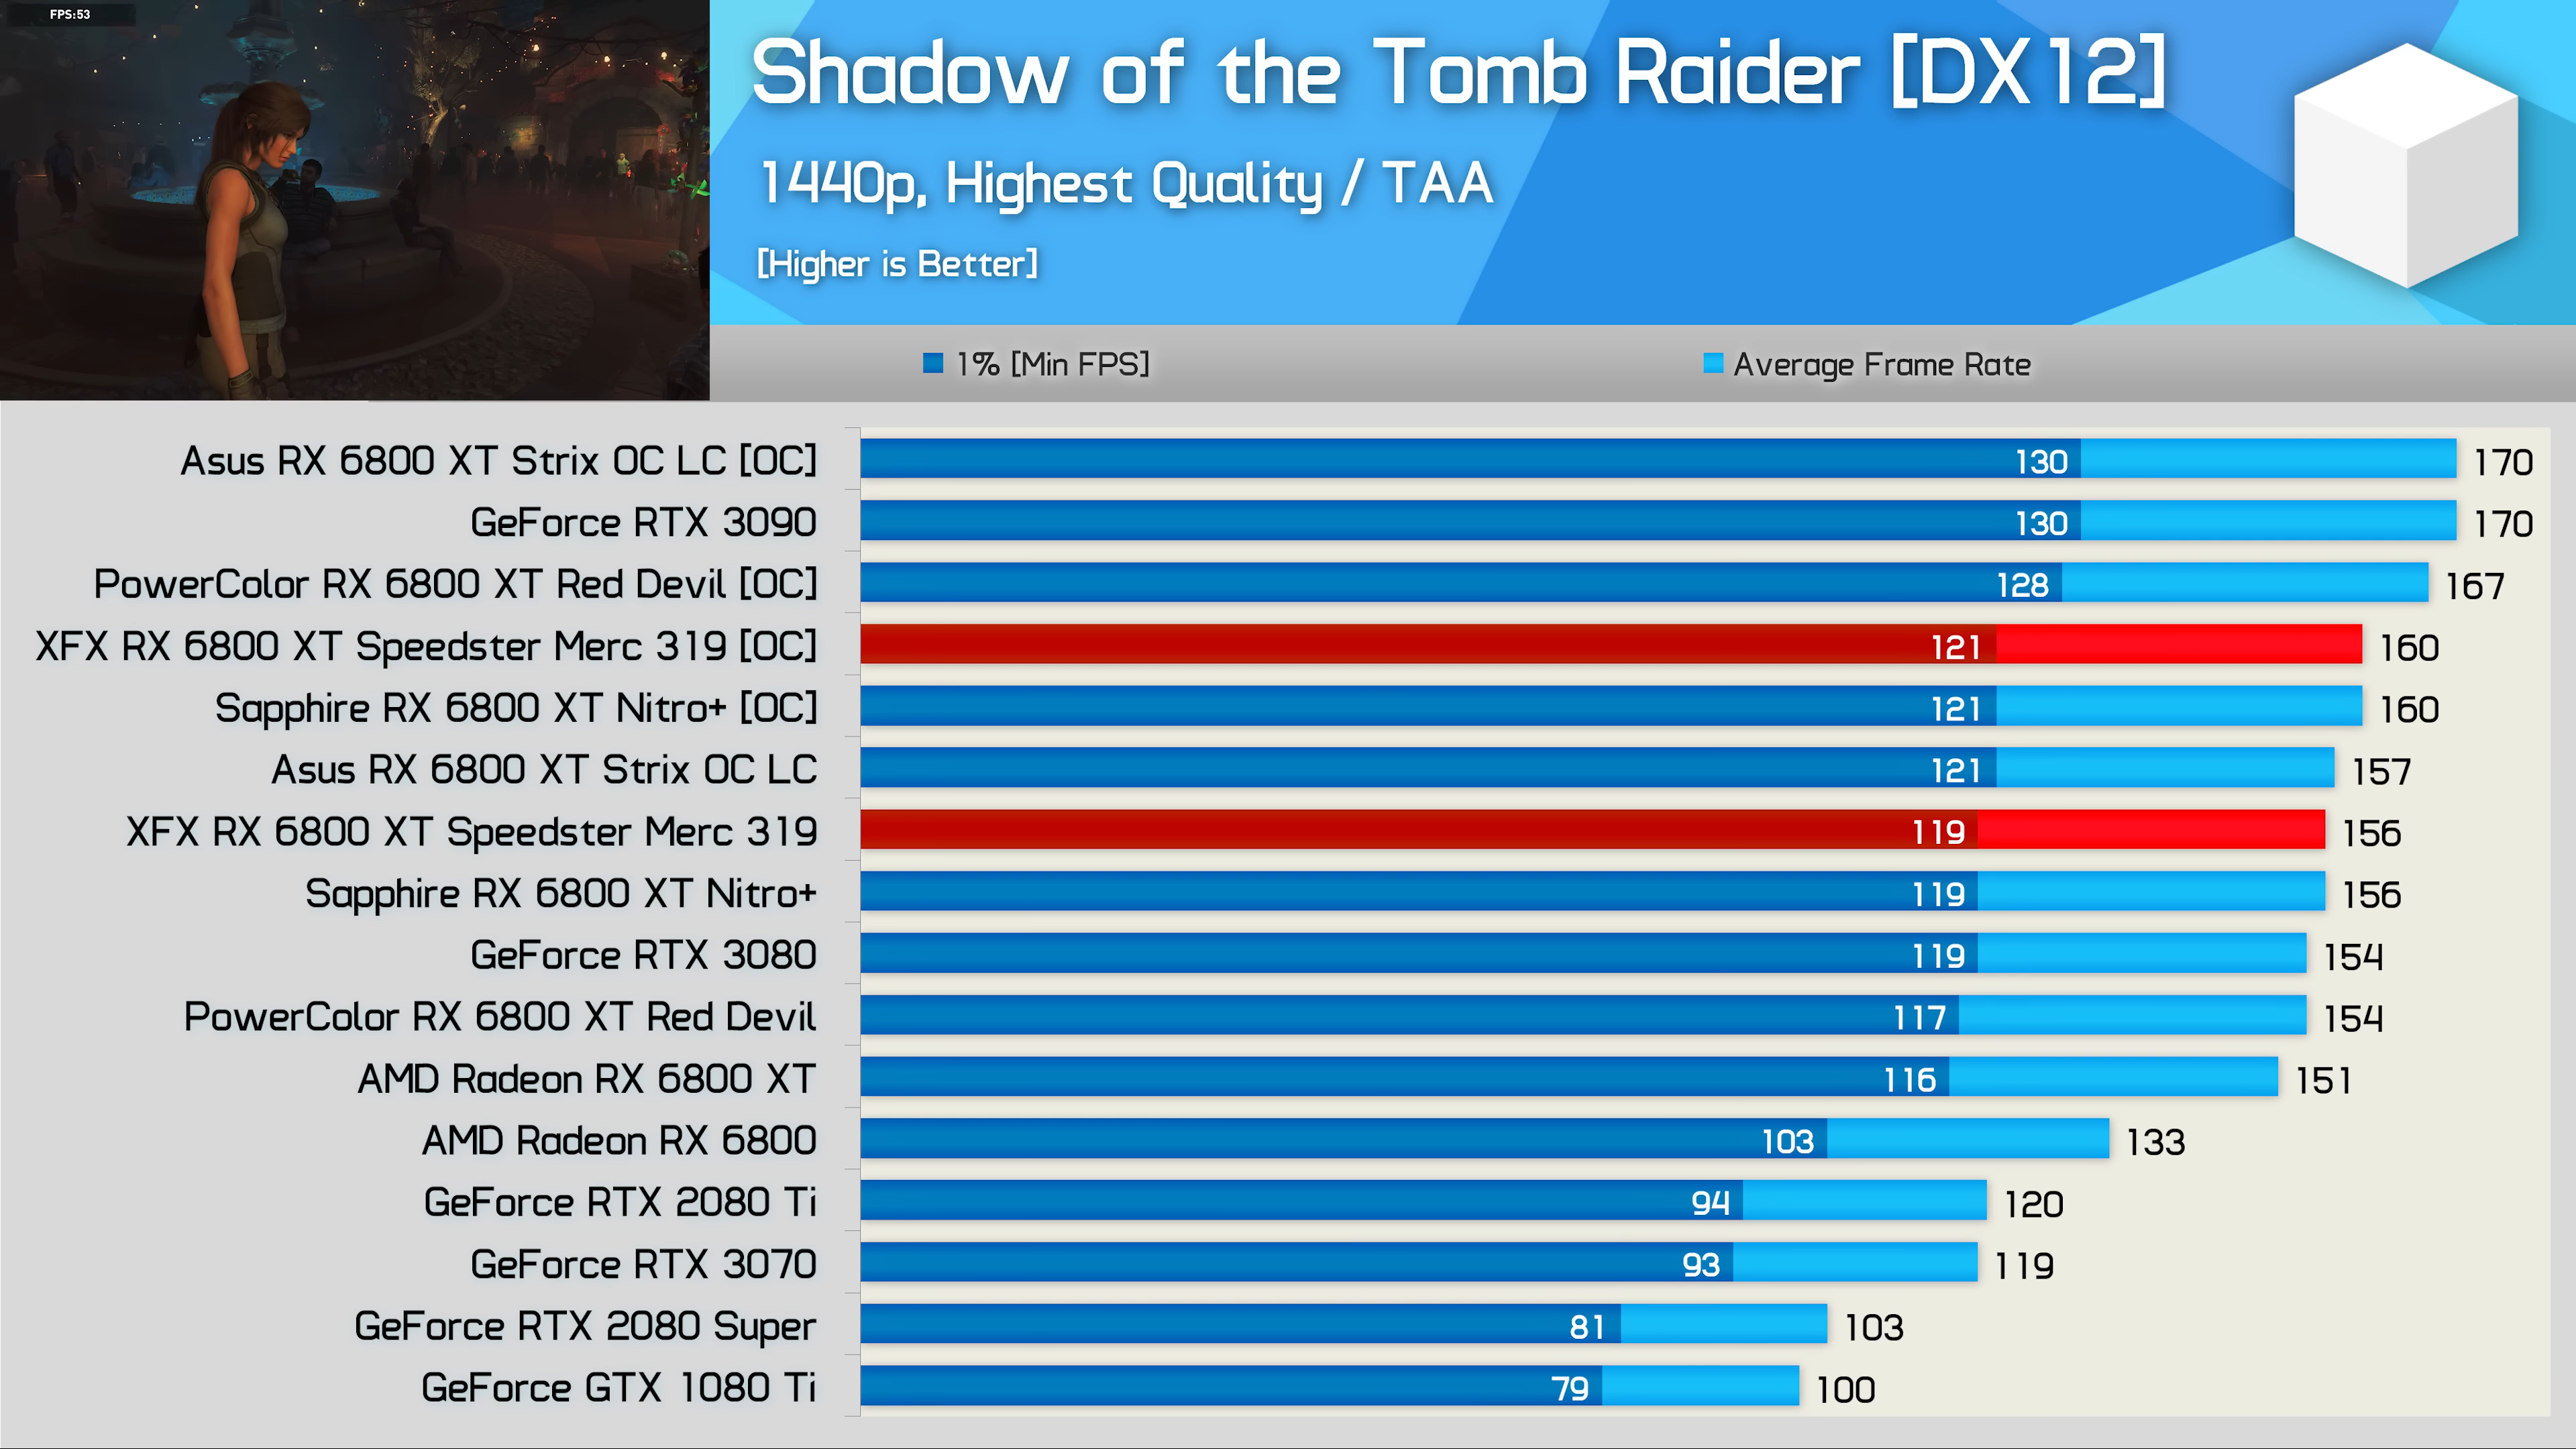 FPS:53
Shadow of the Tomb Raider [DX12]
1440p, Highest Quality / TAA
[Higher is Better]
1% [Min FPS] Average Frame Rate
Asus RX 6800 XT Strix OC LC [OC] 130 170
GeForce RTX 3090 130 170
PowerColor RX 6800 XT Red Devil [OC] 128 167
XFX RX 6800 XT Speedster Merc 319 [OC] 121 160
Sapphire RX 6800 XT Nitro+ [OC] 121 160
Asus RX 6800 XT Strix OC LC 121 157
XFX RX 6800 XT Speedster Merc 319 119 156
Sapphire RX 6800 XT Nitro+ 119 156
GeForce RTX 3080 119 154
PowerColor RX 6800 XT Red Devil 117 154
AMD Radeon RX 6800 XT 116 151
AMD Radeon RX 6800 103 133
GeForce RTX 2080 Ti 94 120
GeForce RTX 3070 93 119
GeForce RTX 2080 Super 81 103
GeForce GTX 1080 Ti 79 100